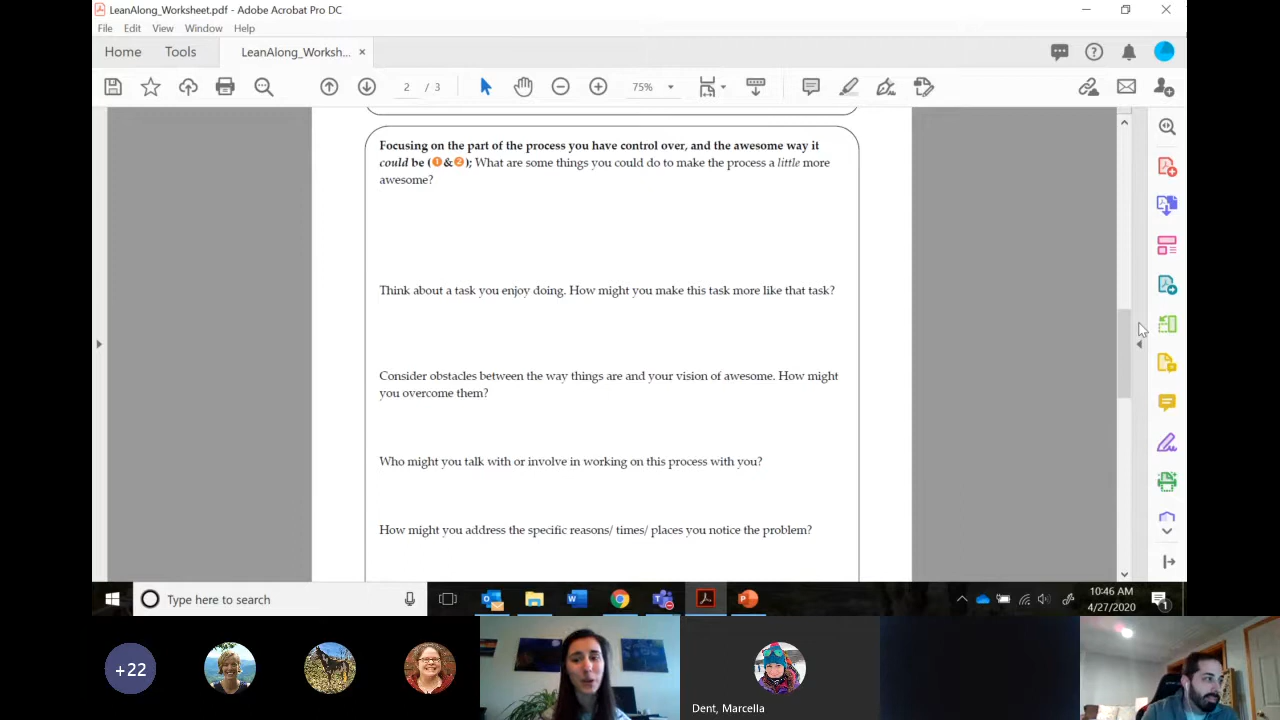 LeanAlong_Worksheet.pdf - Adobe Acrobat Pro DC
File Edit View Window Help
Home Tools LeanAlong_Worksh... ×
2 / 3 75%
Focusing on the part of the process you have control over, and the awesome way it
could be (❶&❷); What are some things you could do to make the process a little more
awesome?
Think about a task you enjoy doing. How might you make this task more like that task?
Consider obstacles between the way things are and your vision of awesome. How might
you overcome them?
Who might you talk with or involve in working on this process with you?
How might you address the specific reasons/ times/ places you notice the problem?
Type here to search
10:46 AM
4/27/2020
1
+22
Dent, Marcella